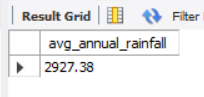 Result Grid Filter
avg_annual_rainfall
2927.38